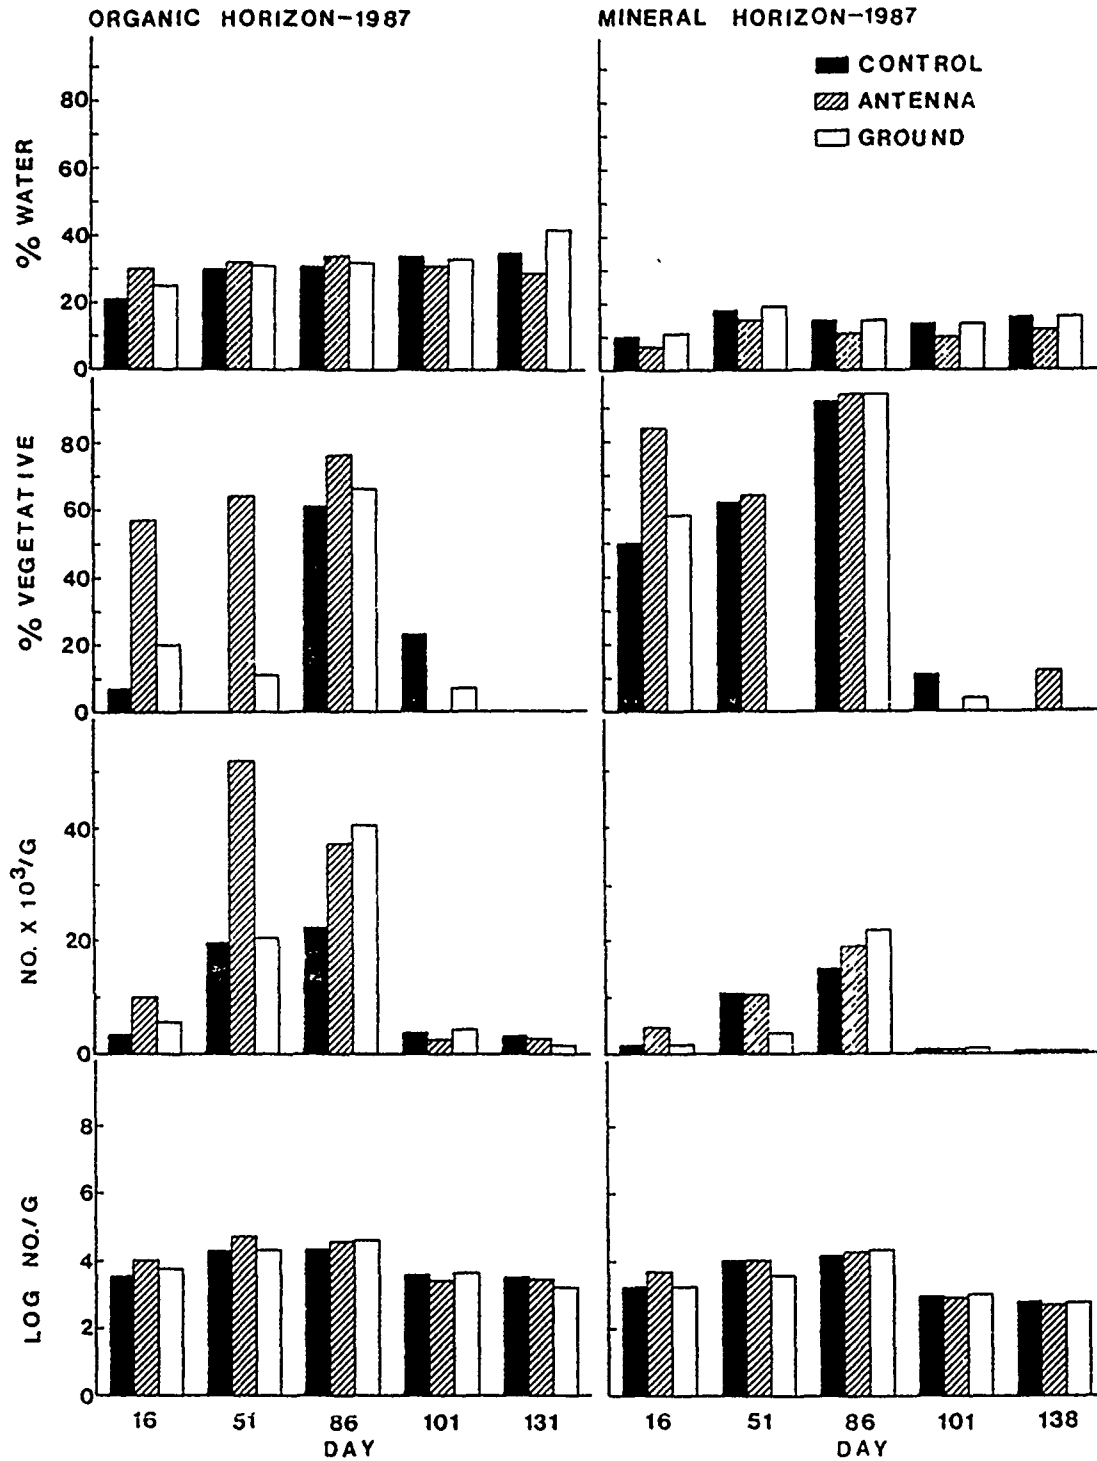 ORGANIC HORIZON-1987
MINERAL HORIZON-1987
CONTROL
ANTENNA
GROUND
% WATER
80
60
40
20
0
% VEGETATIVE
80
60
40
20
0
NO. X 10³/G
40
20
0
LOG NO./G
8
6
4
2
0
16 51 86 101 131
DAY
16 51 86 101 138
DAY